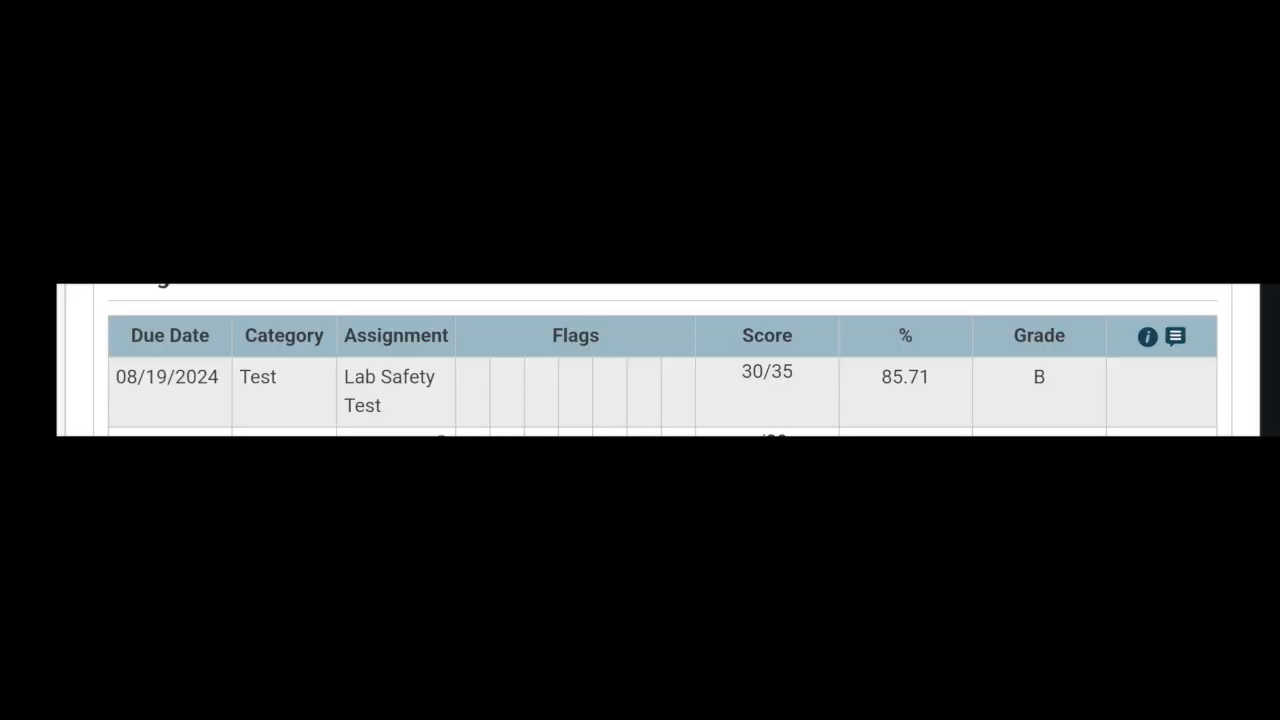 Due Date Category Assignment Flags Score % Grade
08/19/2024 Test Lab Safety Test 30/35 85.71 B